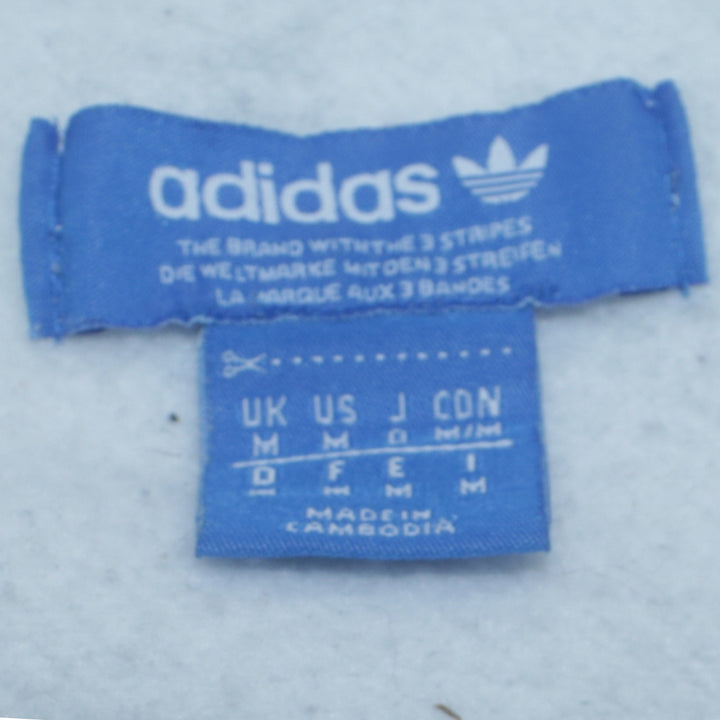 adidas
THE BRAND WITH THE 3 STRIPES
DIE WELTMARKE MIT DEN 3 STREIFEN
LA MARQUE AUX 3 BANDES
UK US J CDN
M M O M/M
D F E I
M M
MADE IN
CAMBODIA